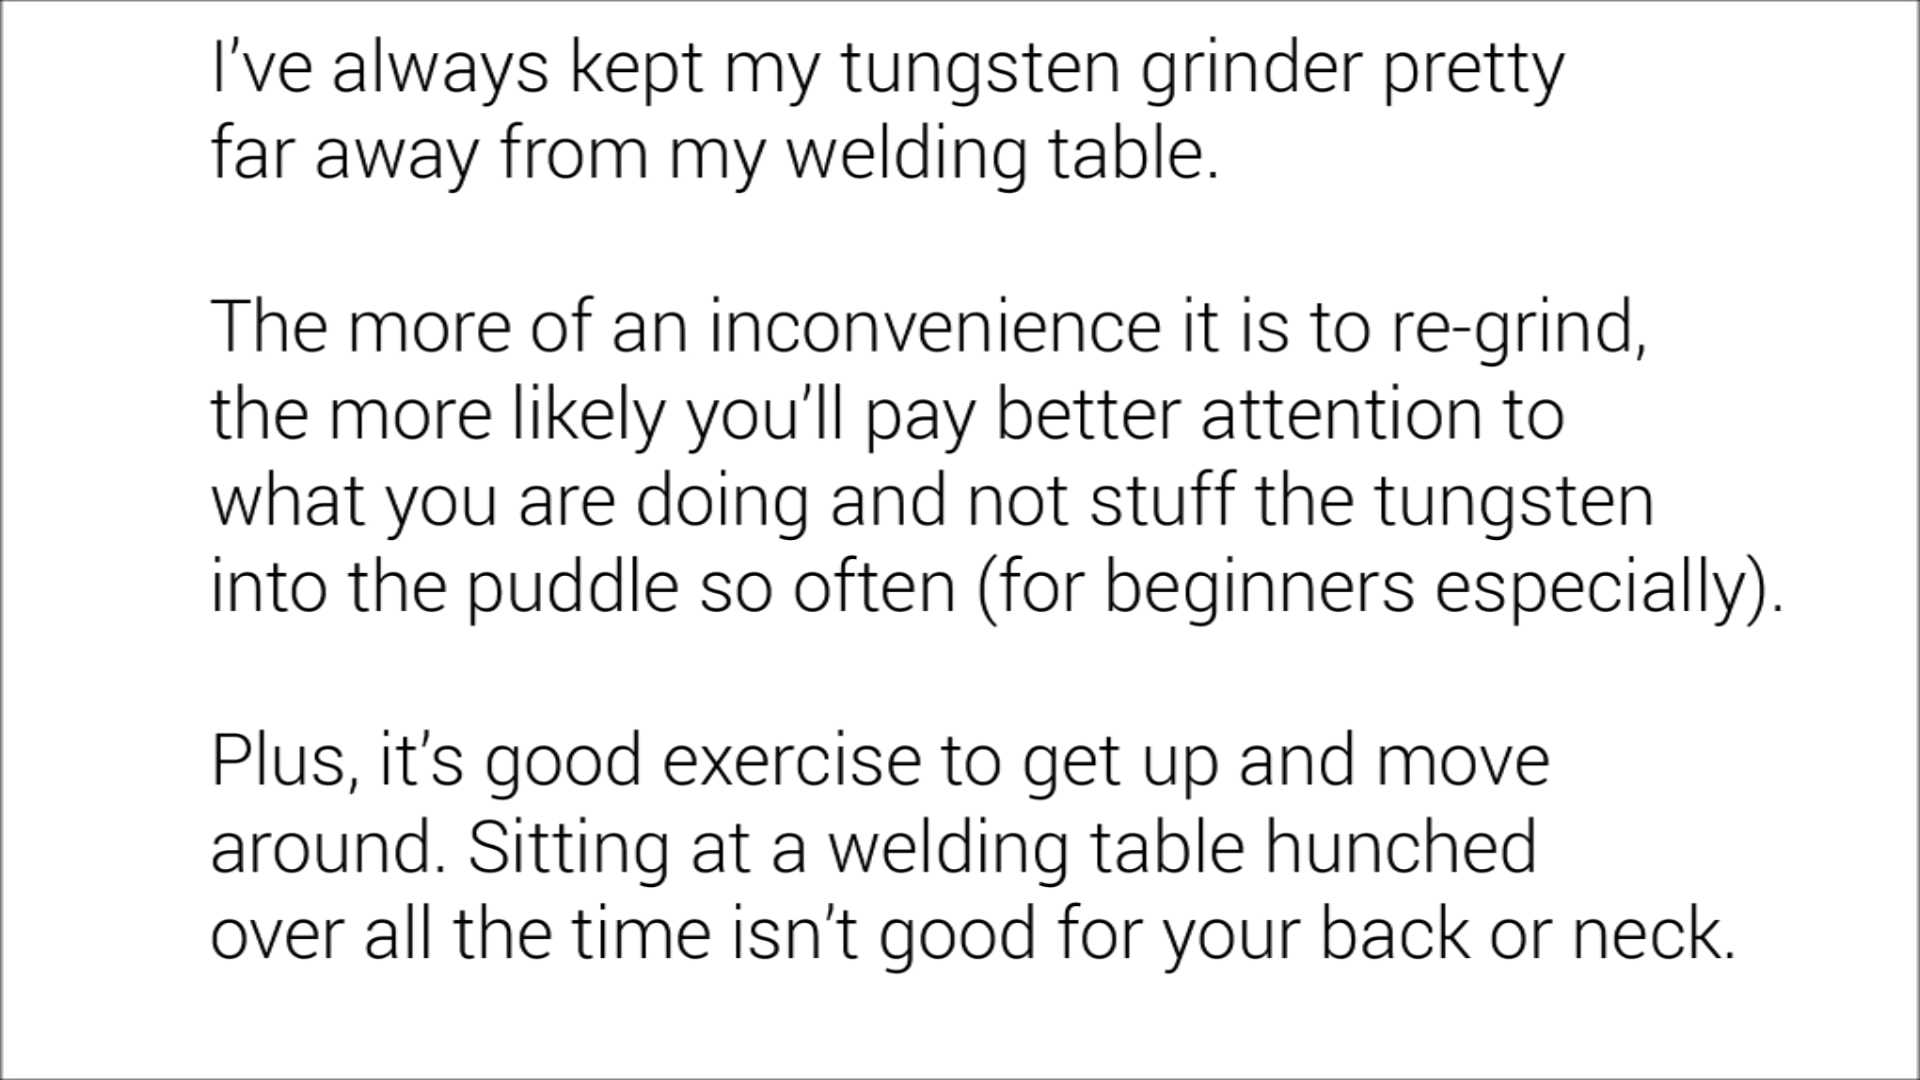 I’ve always kept my tungsten grinder pretty
far away from my welding table.
The more of an inconvenience it is to re-grind,
the more likely you’ll pay better attention to
what you are doing and not stuff the tungsten
into the puddle so often (for beginners especially).
Plus, it’s good exercise to get up and move
around. Sitting at a welding table hunched
over all the time isn’t good for your back or neck.